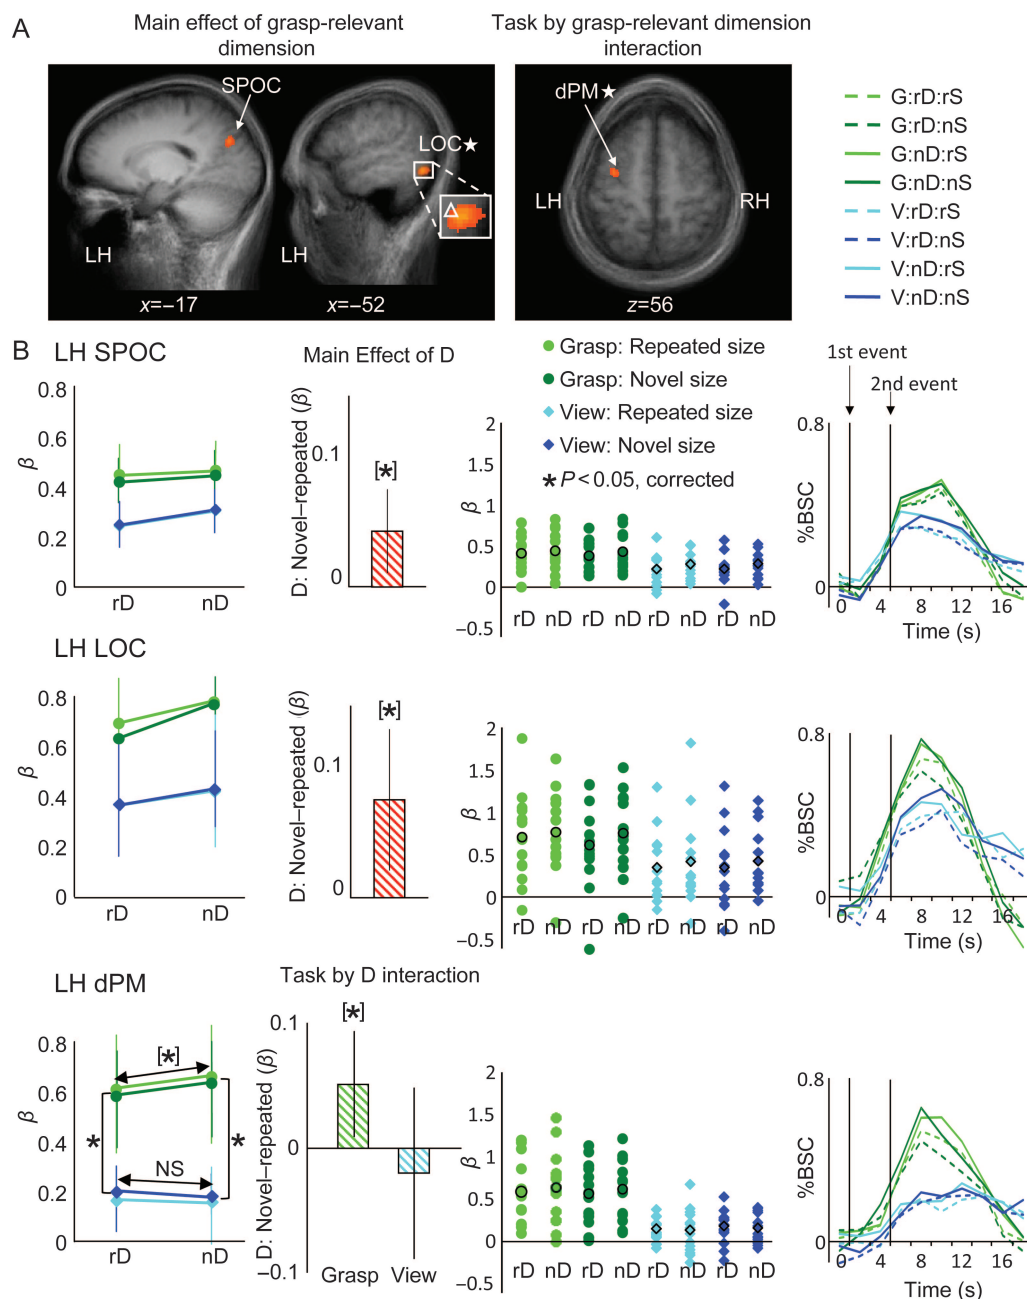 A
Main effect of grasp-relevant
dimension
Task by grasp-relevant dimension
interaction
SPOC
LOC★
LH
LH
x=–17
x=–52
dPM★
LH
RH
z=56
G:rD:rS
G:rD:nS
G:nD:rS
G:nD:nS
V:rD:rS
V:rD:nS
V:nD:rS
V:nD:nS
B
LH SPOC
0.8
0.6
0.4
0.2
0
β
rD
nD
Main Effect of D
D: Novel–repeated (β)
0.1
0
[*]
Grasp: Repeated size
Grasp: Novel size
View: Repeated size
View: Novel size
* P < 0.05, corrected
2
1.5
1
0.5
0
–0.5
β
rD nD rD nD rD nD rD nD
1st event
2nd event
0.8
0
%BSC
0 4 8 12 16
Time (s)
LH LOC
0.8
0.6
0.4
0.2
0
β
rD
nD
D: Novel–repeated (β)
0.1
0
[*]
2
1.5
1
0.5
0
–0.5
β
rD nD rD nD rD nD rD nD
0.8
0
%BSC
0 4 8 12 16
Time (s)
LH dPM
0.8
0.6
0.4
0.2
0
β
[*]
*
*
NS
rD
nD
Task by D interaction
D: Novel–repeated (β)
0.1
0
–0.1
[*]
Grasp
View
2
1.5
1
0.5
0
–0.5
β
rD nD rD nD rD nD rD nD
0.8
0
%BSC
0 4 8 12 16
Time (s)